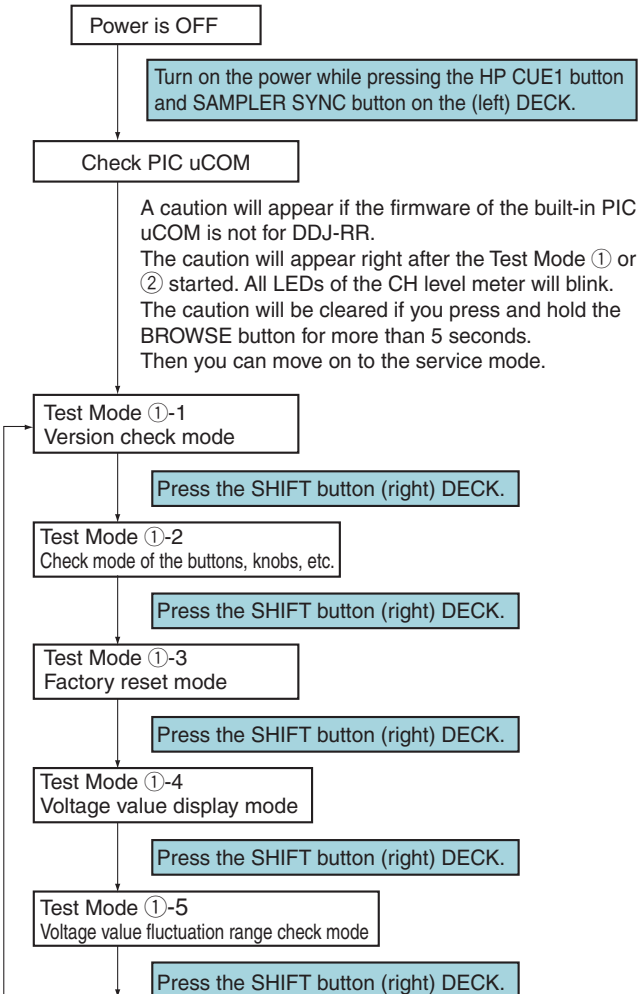 Power is OFF
Turn on the power while pressing the HP CUE1 button
and SAMPLER SYNC button on the (left) DECK.
Check PIC uCOM
A caution will appear if the firmware of the built-in PIC
uCOM is not for DDJ-RR.
The caution will appear right after the Test Mode ① or
② started. All LEDs of the CH level meter will blink.
The caution will be cleared if you press and hold the
BROWSE button for more than 5 seconds.
Then you can move on to the service mode.
Test Mode ①-1
Version check mode
Press the SHIFT button (right) DECK.
Test Mode ①-2
Check mode of the buttons, knobs, etc.
Press the SHIFT button (right) DECK.
Test Mode ①-3
Factory reset mode
Press the SHIFT button (right) DECK.
Test Mode ①-4
Voltage value display mode
Press the SHIFT button (right) DECK.
Test Mode ①-5
Voltage value fluctuation range check mode
Press the SHIFT button (right) DECK.